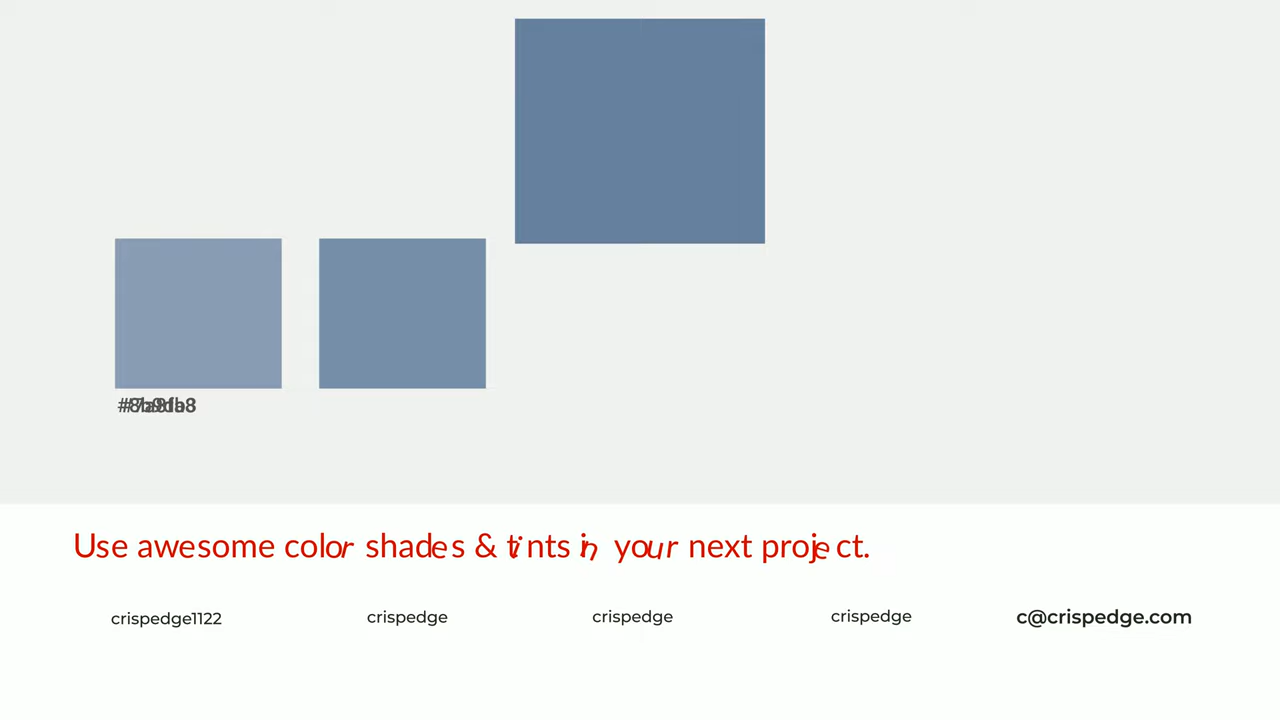 Use awesome color shades & tints in your next project.
crispedge1122 crispedge crispedge crispedge c@crispedge.com